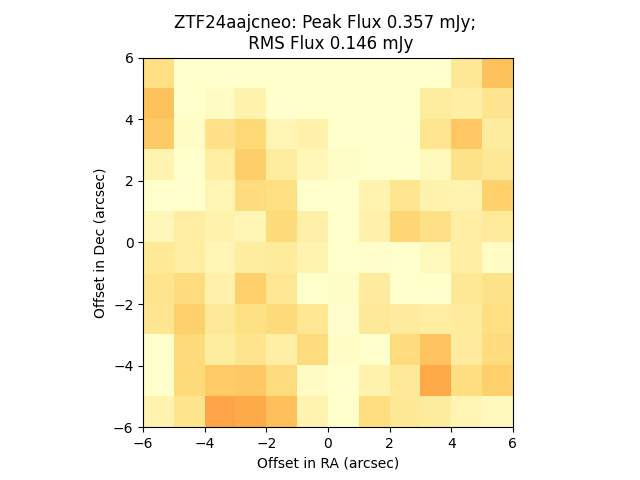 ZTF24aajcneo: Peak Flux 0.357 mJy;
RMS Flux 0.146 mJy
6
4
2
0
−2
−4
−6
Offset in Dec (arcsec)
−6 −4 −2 0 2 4 6
Offset in RA (arcsec)